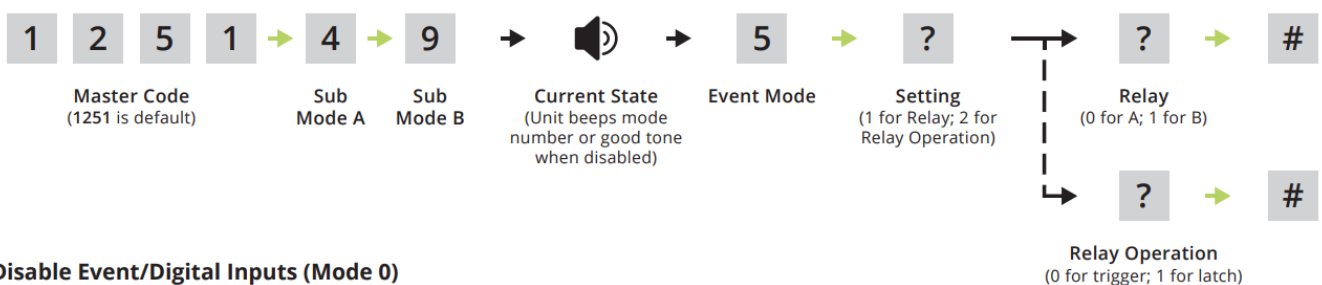 1 2 5 1 4 9 5 ? ? #
Master Code
(1251 is default)
Sub
Mode A
Sub
Mode B
Current State
(Unit beeps mode
number or good tone
when disabled)
Event Mode
Setting
(1 for Relay; 2 for
Relay Operation)
Relay
(0 for A; 1 for B)
? #
Relay Operation
(0 for trigger; 1 for latch)
Disable Event/Digital Inputs (Mode 0)